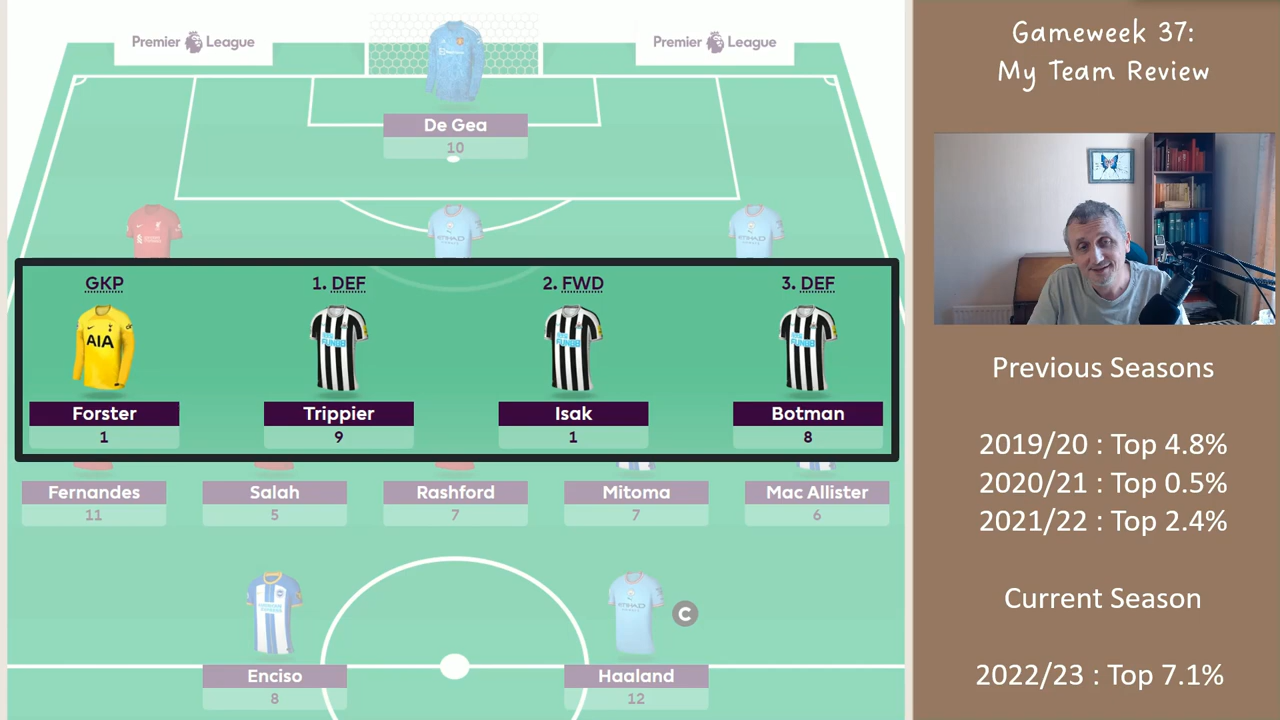 Premier League
Premier League
De Gea
10
GKP
1. DEF
2. FWD
3. DEF
AIA
Forster
Trippier
Isak
Botman
1
9
1
8
Fernandes
Salah
Rashford
Mitoma
Mac Allister
11
5
7
7
6
C
Enciso
Haaland
8
12
Gameweek 37:
My Team Review
Previous Seasons
2019/20 : Top 4.8%
2020/21 : Top 0.5%
2021/22 : Top 2.4%
Current Season
2022/23 : Top 7.1%